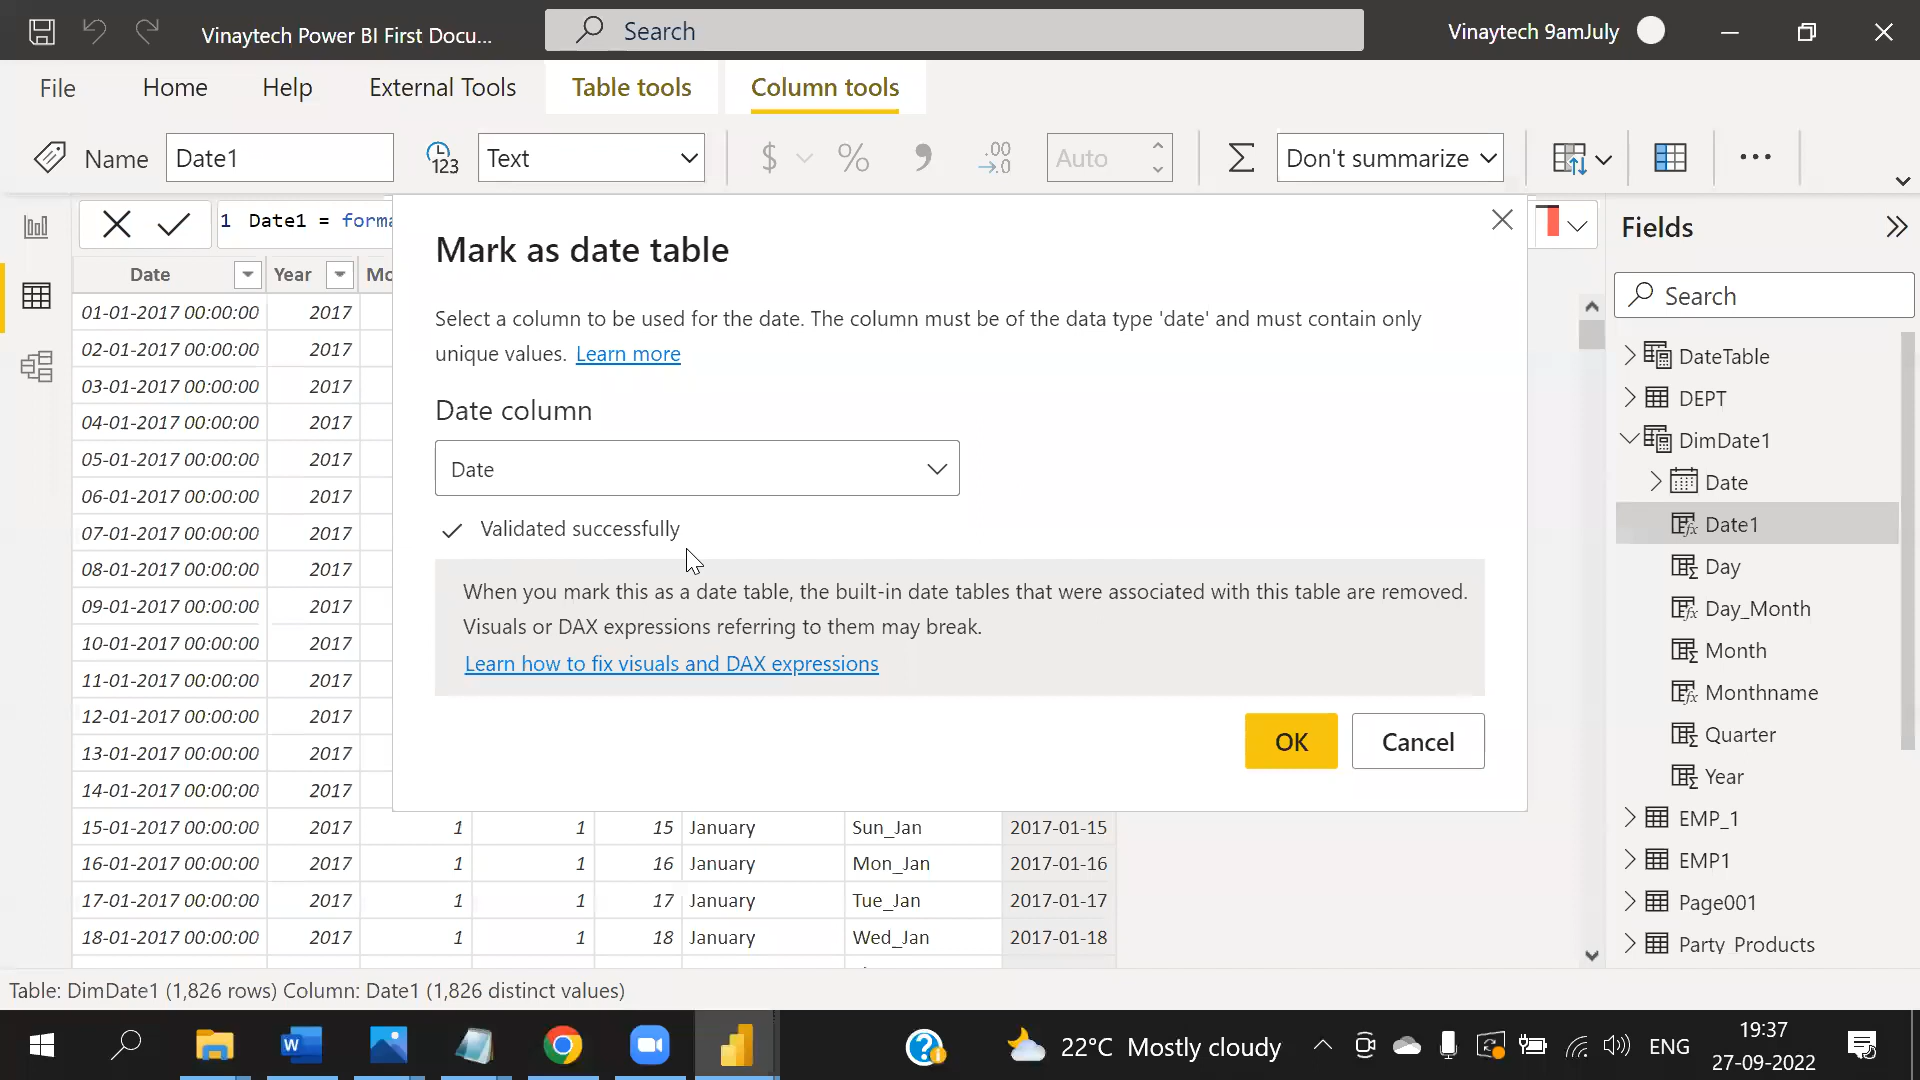 Vinaytech Power BI First Docu...
Search
Vinaytech 9amJuly
File
Home
Help
External Tools
Table tools
Column tools
Name
Date1
123
Text
$
%
.00
.0
Auto
Don't summarize
1 Date1 = forma
Fields
Search
Mark as date table
Select a column to be used for the date. The column must be of the data type 'date' and must contain only
unique values. Learn more
Date column
Date
Validated successfully
When you mark this as a date table, the built-in date tables that were associated with this table are removed.
Visuals or DAX expressions referring to them may break.
Learn how to fix visuals and DAX expressions
OK
Cancel
Date Year Mo
01-01-2017 00:00:00 2017
02-01-2017 00:00:00 2017
03-01-2017 00:00:00 2017
04-01-2017 00:00:00 2017
05-01-2017 00:00:00 2017
06-01-2017 00:00:00 2017
07-01-2017 00:00:00 2017
08-01-2017 00:00:00 2017
09-01-2017 00:00:00 2017
10-01-2017 00:00:00 2017
11-01-2017 00:00:00 2017
12-01-2017 00:00:00 2017
13-01-2017 00:00:00 2017
14-01-2017 00:00:00 2017
15-01-2017 00:00:00 2017 1 1 15 January Sun_Jan 2017-01-15
16-01-2017 00:00:00 2017 1 1 16 January Mon_Jan 2017-01-16
17-01-2017 00:00:00 2017 1 1 17 January Tue_Jan 2017-01-17
18-01-2017 00:00:00 2017 1 1 18 January Wed_Jan 2017-01-18
DateTable
DEPT
DimDate1
Date
Date1
Day
Day_Month
Month
Monthname
Quarter
Year
EMP_1
EMP1
Page001
Party_Products
Table: DimDate1 (1,826 rows) Column: Date1 (1,826 distinct values)
22°C Mostly cloudy
ENG
19:37
27-09-2022